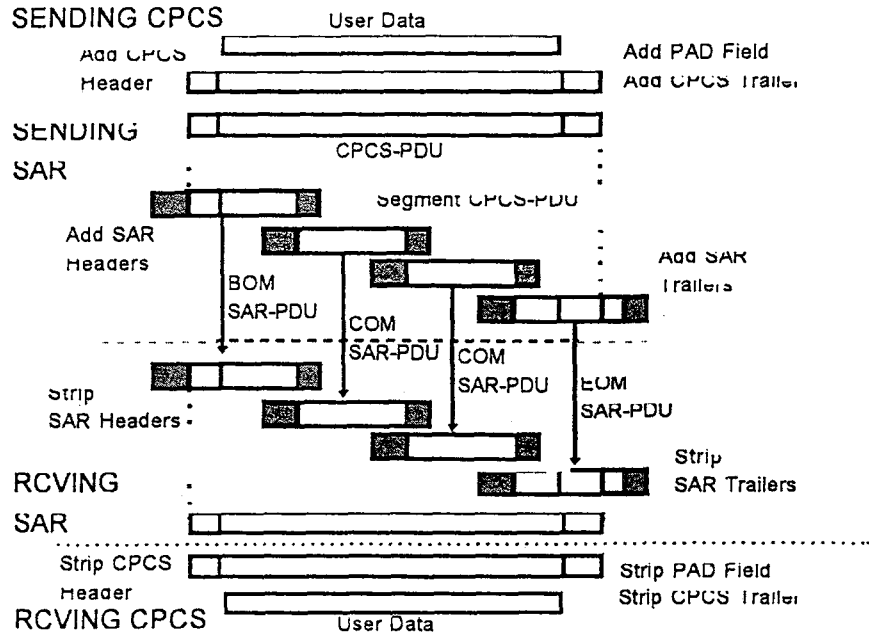 SENDING CPCS
User Data
Add CPCS
Header
Add PAD Field
Add CPCS Trailer
SENDING
SAR
CPCS-PDU
Segment CPCS-PDU
Add SAR
Headers
Add SAR
Trailers
BOM
SAR-PDU
COM
SAR-PDU
COM
SAR-PDU
EOM
SAR-PDU
Strip
SAR Headers
Strip
SAR Trailers
RCVING
SAR
Strip CPCS
Header
Strip PAD Field
Strip CPCS Trailer
RCVING CPCS
User Data